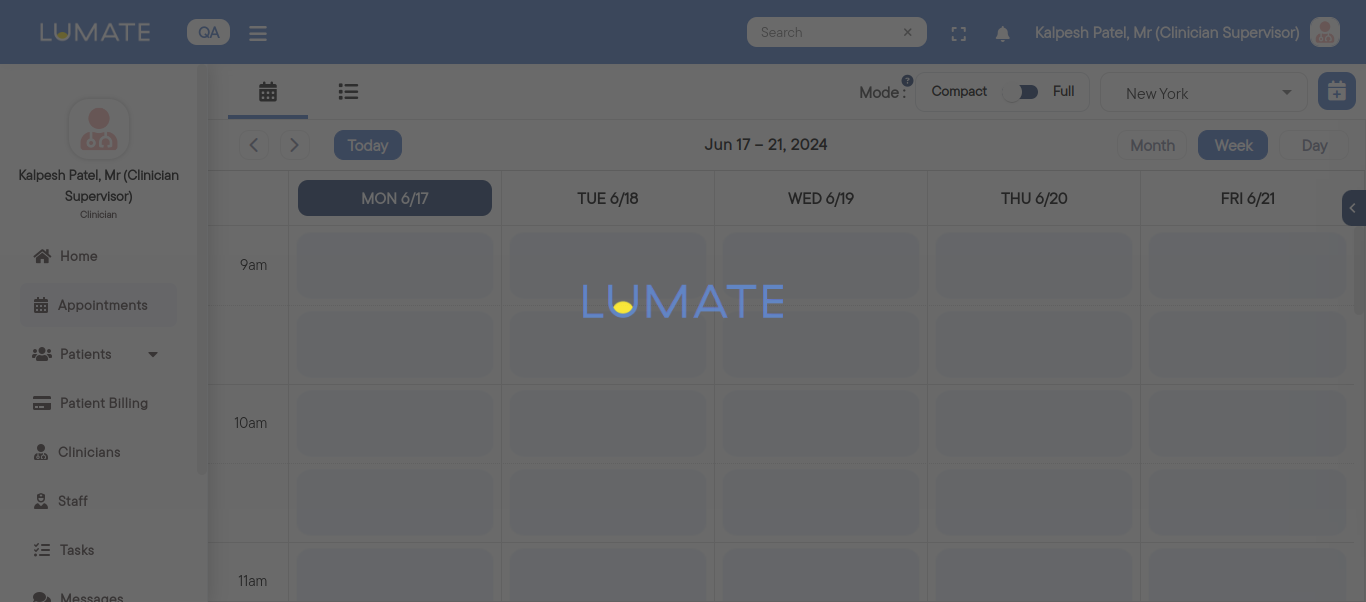 LUMATE
QA
Search
Kalpesh Patel, Mr (Clinician Supervisor)
Kalpesh Patel, Mr (Clinician
Supervisor)
Clinician
Home
Appointments
Patients
Patient Billing
Clinicians
Staff
Tasks
Messages
Mode :
?
Compact
Full
New York
Today
Jun 17 – 21, 2024
Month
Week
Day
MON 6/17
TUE 6/18
WED 6/19
THU 6/20
FRI 6/21
9am
10am
11am
LUMATE